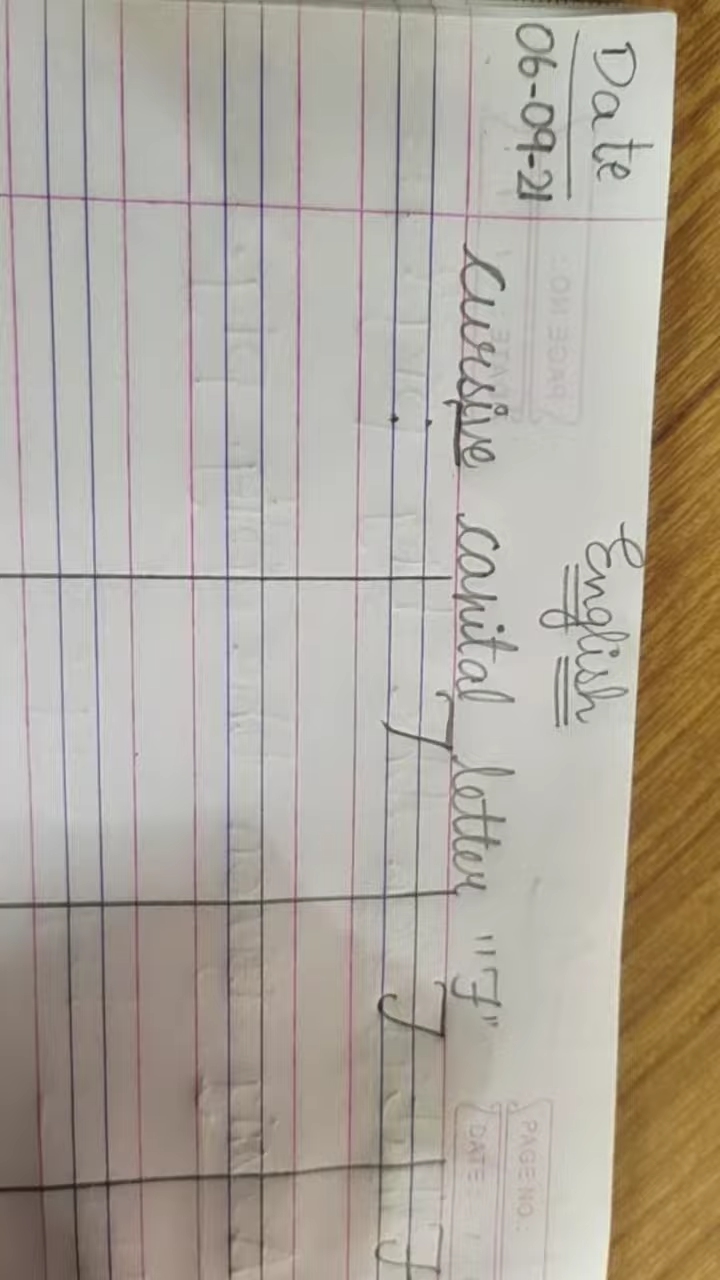 Date
06-09-21
English
PAGE NO.:
DATE:
cursive capital letter "J"
J J J